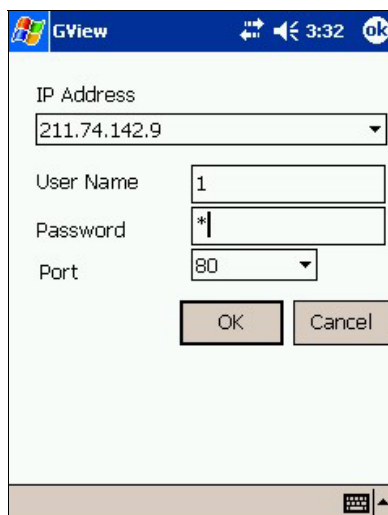 GView 3:32 ok
IP Address
211.74.142.9
User Name 1
Password *
Port 80
OK Cancel